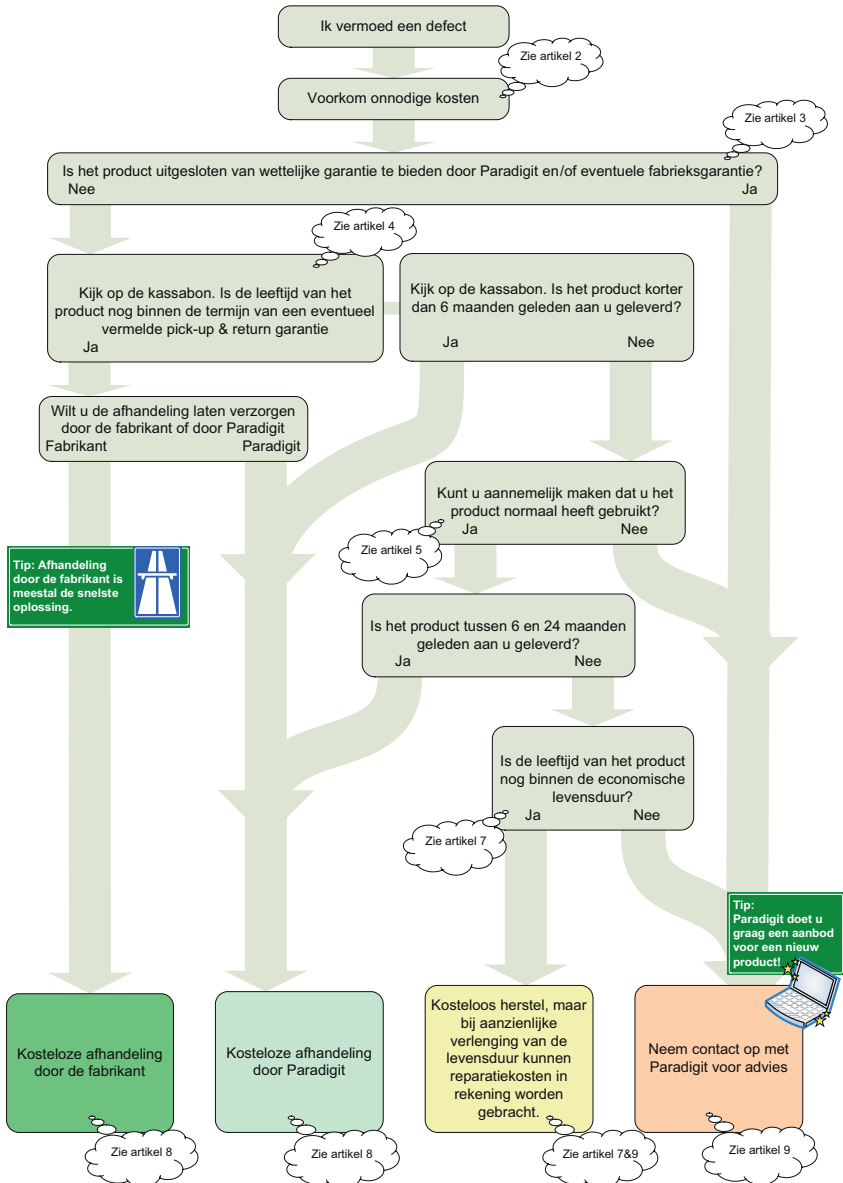 Ik vermoed een defect
Zie artikel 2
Voorkom onnodige kosten
Zie artikel 3
Is het product uitgesloten van wettelijke garantie te bieden door Paradigit en/of eventuele fabrieksgarantie?
Nee
Ja
Zie artikel 4
Kijk op de kassabon. Is de leeftijd van het
product nog binnen de termijn van een eventueel
vermelde pick-up & return garantie
Ja
Kijk op de kassabon. Is het product korter
dan 6 maanden geleden aan u geleverd?
Ja
Nee
Wilt u de afhandeling laten verzorgen
door de fabrikant of door Paradigit
Fabrikant
Paradigit
Kunt u aannemelijk maken dat u het
product normaal heeft gebruikt?
Ja
Nee
Zie artikel 5
Tip: Afhandeling
door de fabrikant is
meestal de snelste
oplossing.
Is het product tussen 6 en 24 maanden
geleden aan u geleverd?
Ja
Nee
Is de leeftijd van het product
nog binnen de economische
levensduur?
Ja
Nee
Zie artikel 7
Tip:
Paradigit doet u
graag een aanbod
voor een nieuw
product!
Kosteloze afhandeling
door de fabrikant
Kosteloze afhandeling
door Paradigit
Kosteloos herstel, maar
bij aanzienlijke
verlenging van de
levensduur kunnen
reparatiekosten in
rekening worden
gebracht.
Neem contact op met
Paradigit voor advies
Zie artikel 8
Zie artikel 8
Zie artikel 7&9
Zie artikel 9